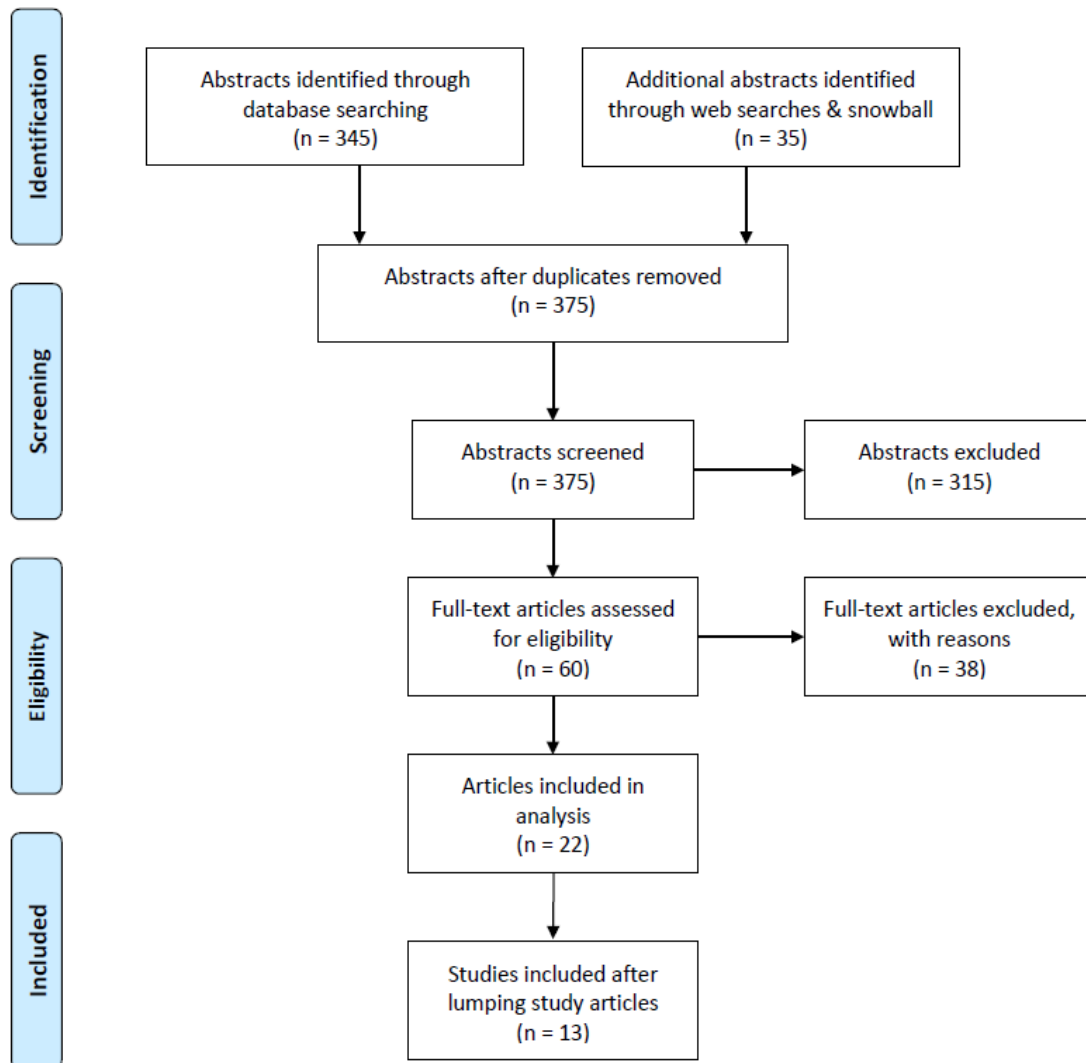 Identification
Abstracts identified through
database searching
(n = 345)
Additional abstracts identified
through web searches & snowball
(n = 35)
Abstracts after duplicates removed
(n = 375)
Screening
Abstracts screened
(n = 375)
Abstracts excluded
(n = 315)
Eligibility
Full-text articles assessed
for eligibility
(n = 60)
Full-text articles excluded,
with reasons
(n = 38)
Articles included in
analysis
(n = 22)
Included
Studies included after
lumping study articles
(n = 13)